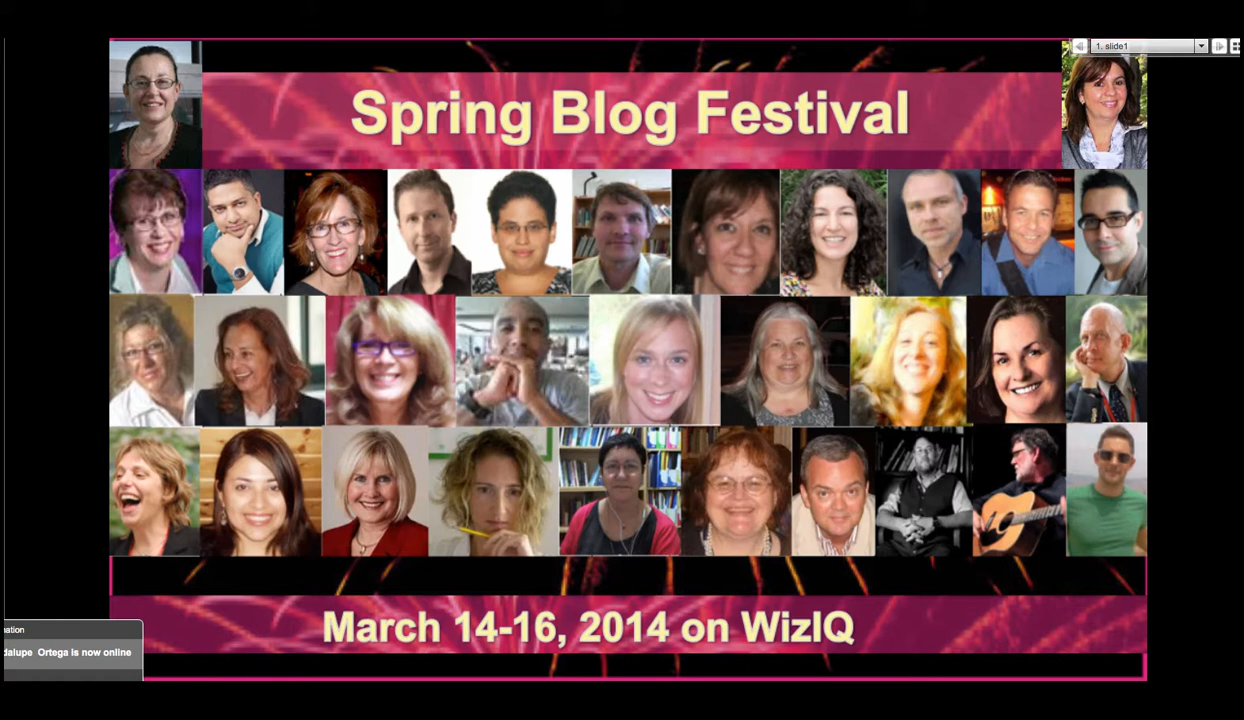 1. slide1
Spring Blog Festival
March 14-16, 2014 on WizIQ
Ortega is now online